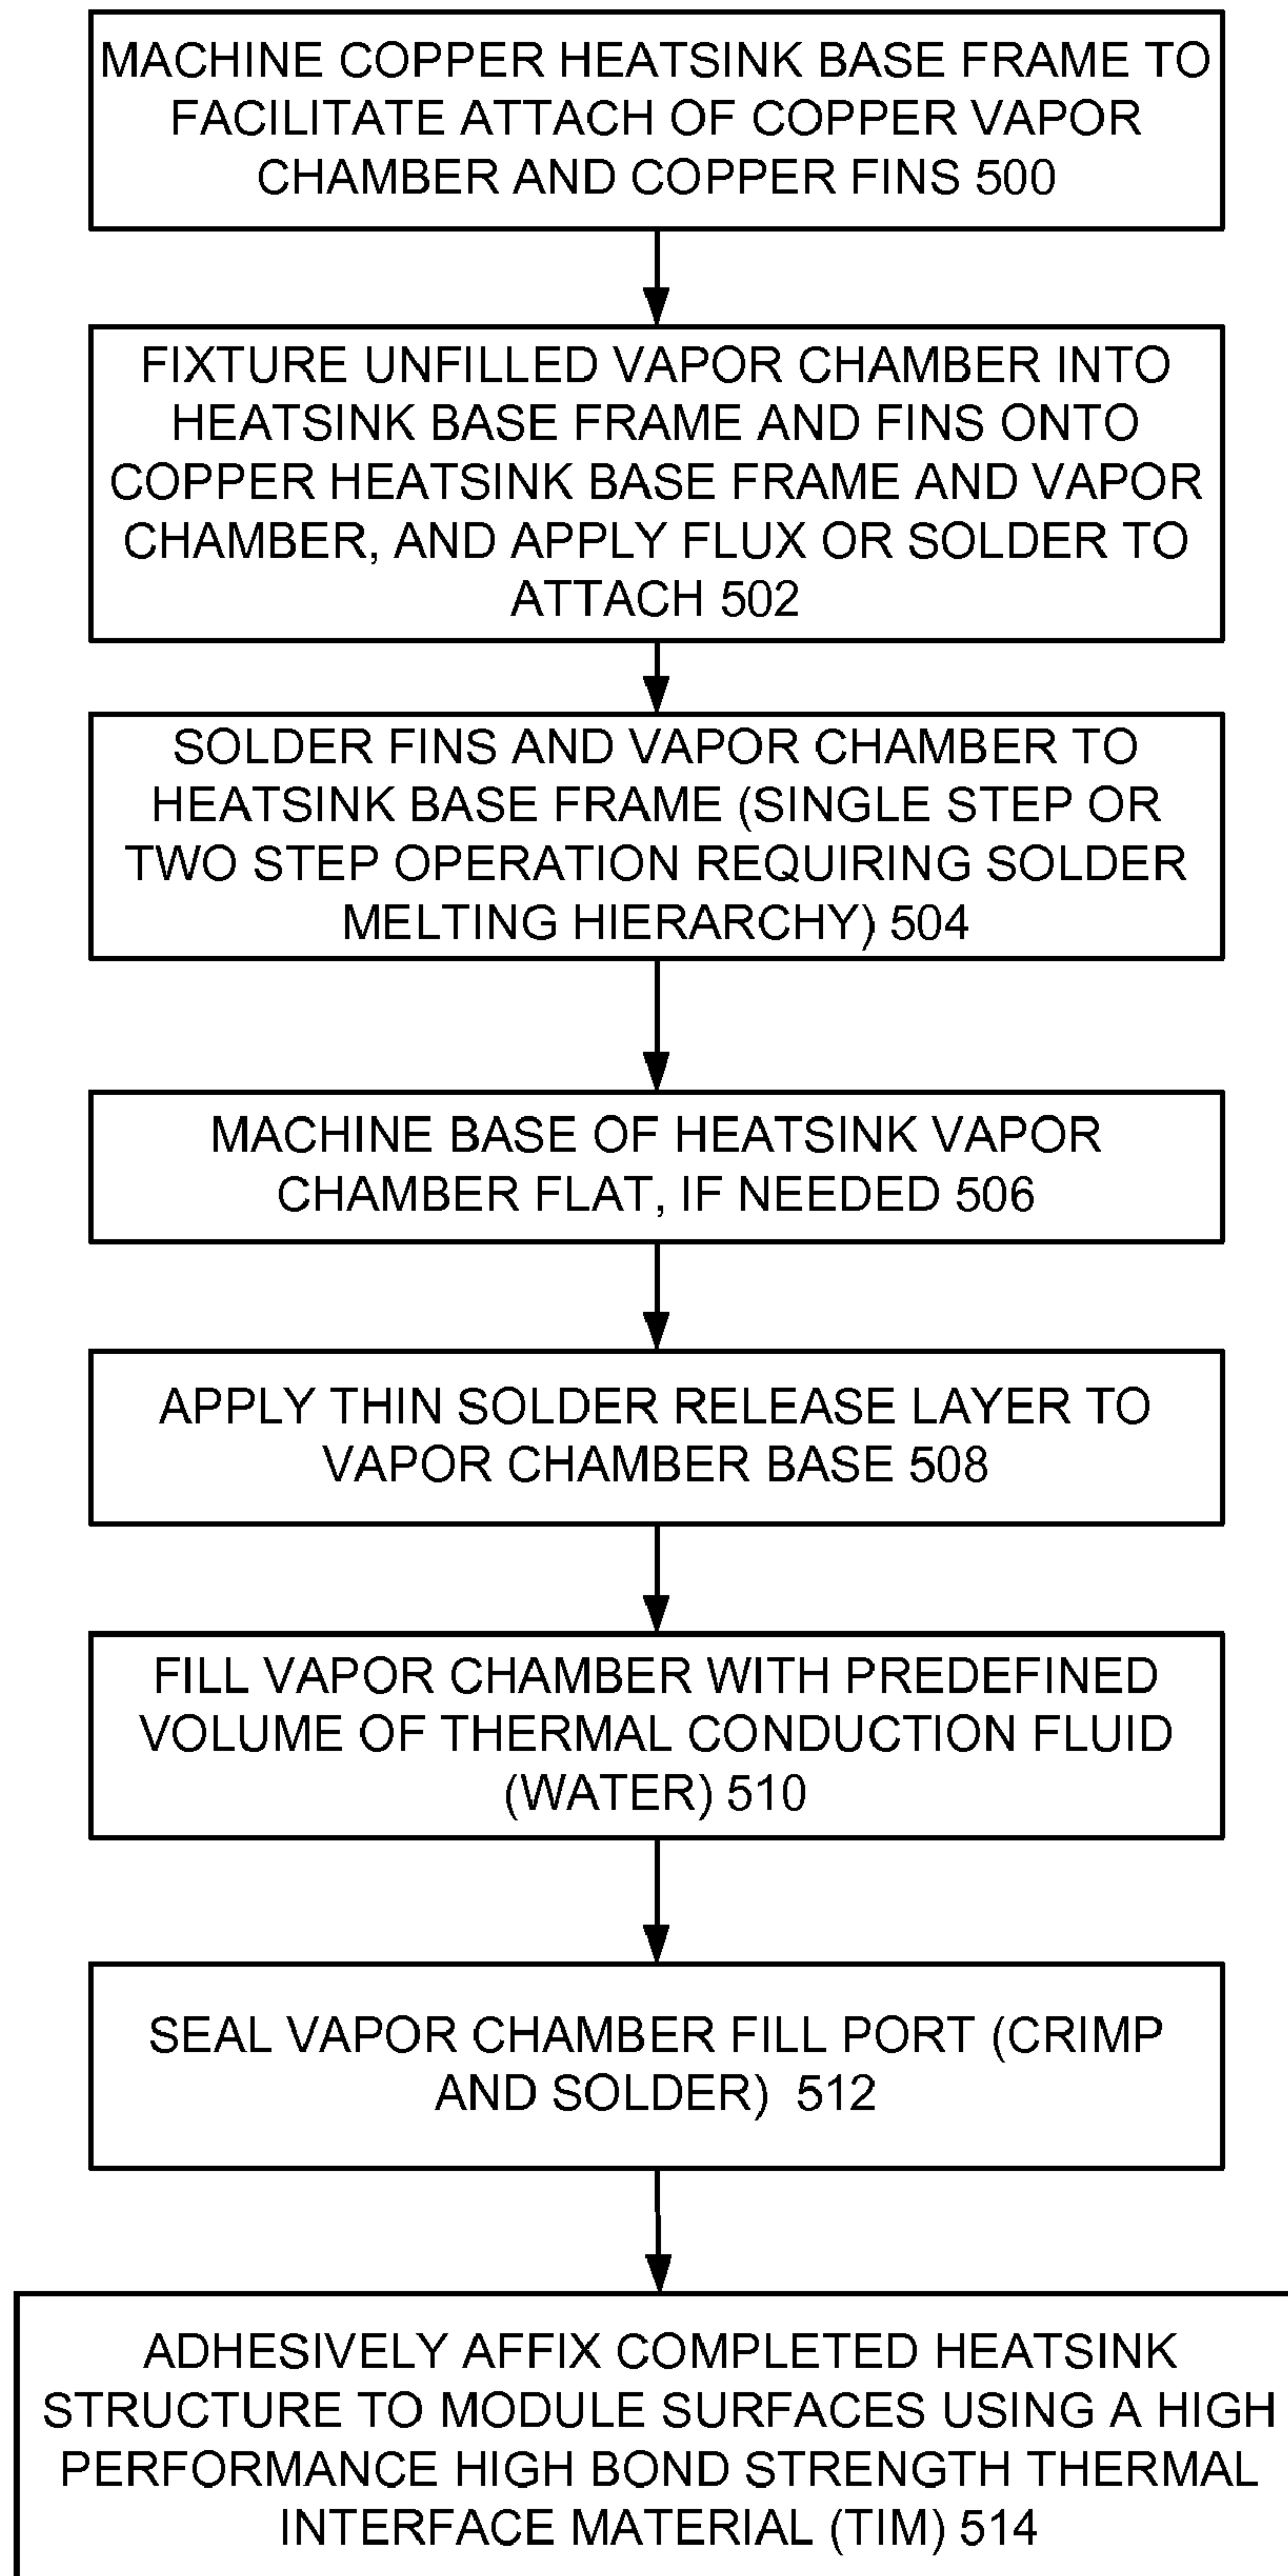 MACHINE COPPER HEATSINK BASE FRAME TO
FACILITATE ATTACH OF COPPER VAPOR
CHAMBER AND COPPER FINS 500
FIXTURE UNFILLED VAPOR CHAMBER INTO
HEATSINK BASE FRAME AND FINS ONTO
COPPER HEATSINK BASE FRAME AND VAPOR
CHAMBER, AND APPLY FLUX OR SOLDER TO
ATTACH 502
SOLDER FINS AND VAPOR CHAMBER TO
HEATSINK BASE FRAME (SINGLE STEP OR
TWO STEP OPERATION REQUIRING SOLDER
MELTING HIERARCHY) 504
MACHINE BASE OF HEATSINK VAPOR
CHAMBER FLAT, IF NEEDED 506
APPLY THIN SOLDER RELEASE LAYER TO
VAPOR CHAMBER BASE 508
FILL VAPOR CHAMBER WITH PREDEFINED
VOLUME OF THERMAL CONDUCTION FLUID
(WATER) 510
SEAL VAPOR CHAMBER FILL PORT (CRIMP
AND SOLDER) 512
ADHESIVELY AFFIX COMPLETED HEATSINK
STRUCTURE TO MODULE SURFACES USING A HIGH
PERFORMANCE HIGH BOND STRENGTH THERMAL
INTERFACE MATERIAL (TIM) 514